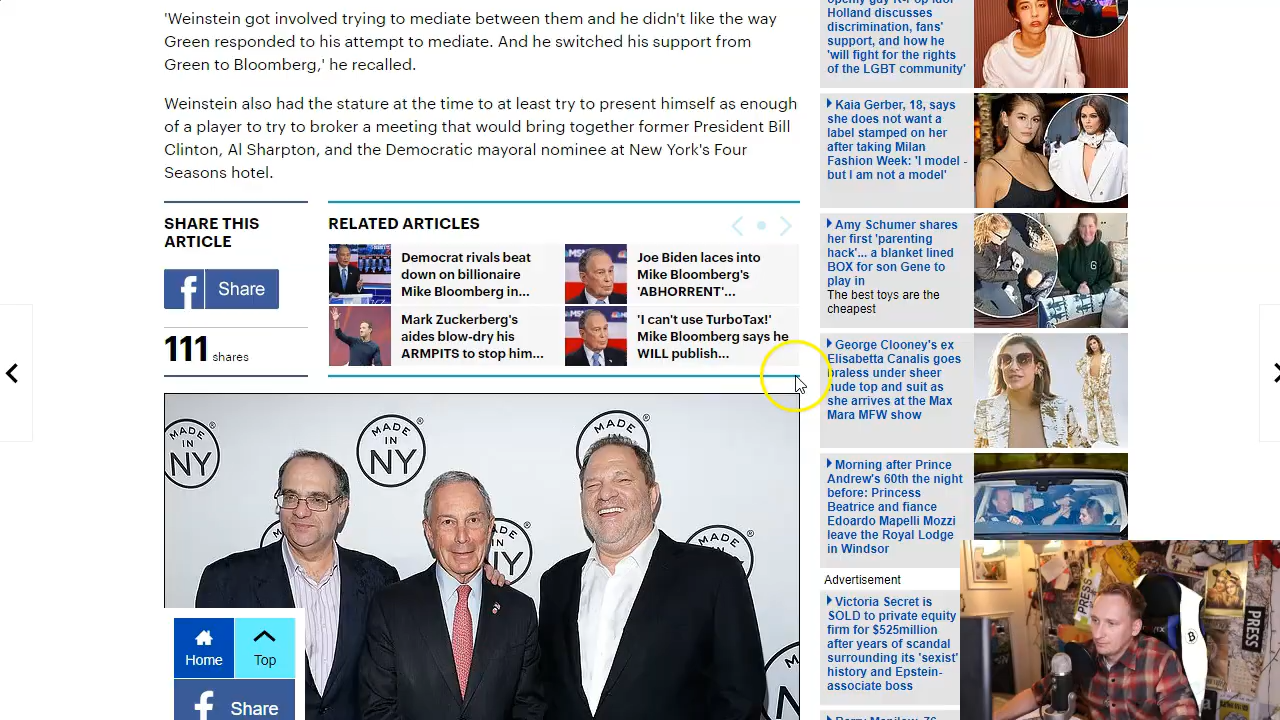 'Weinstein got involved trying to mediate between them and he didn't like the way
Green responded to his attempt to mediate. And he switched his support from
Green to Bloomberg,' he recalled.
Weinstein also had the stature at the time to at least try to present himself as enough
of a player to try to broker a meeting that would bring together former President Bill
Clinton, Al Sharpton, and the Democratic mayoral nominee at New York's Four
Seasons hotel.
SHARE THIS
ARTICLE
Share
111 shares
RELATED ARTICLES
Democrat rivals beat
down on billionaire
Mike Bloomberg in...
Joe Biden laces into
Mike Bloomberg's
'ABHORRENT'...
Mark Zuckerberg's
aides blow-dry his
ARMPITS to stop him...
'I can't use TurboTax!'
Mike Bloomberg says he
WILL publish...
MADE
IN
NY
MADE
IN
NY
MADE
IN
Home
Top
Share
openly gay K-Pop idol
Holland discusses
discrimination, fans'
support, and how he
'will fight for the rights
of the LGBT community'
Kaia Gerber, 18, says
she does not want a
label stamped on her
after taking Milan
Fashion Week: 'I model -
but I am not a model'
Amy Schumer shares
her first 'parenting
hack'... a blanket lined
BOX for son Gene to
play in
The best toys are the
cheapest
George Clooney's ex
Elisabetta Canalis goes
braless under sheer
nude top and suit as
she arrives at the Max
Mara MFW show
Morning after Prince
Andrew's 60th the night
before: Princess
Beatrice and fiance
Edoardo Mapelli Mozzi
leave the Royal Lodge
in Windsor
Advertisement
Victoria Secret is
SOLD to private equity
firm for $525million
after years of scandal
surrounding its 'sexist'
history and Epstein-
associate boss
PRESS
PRESS